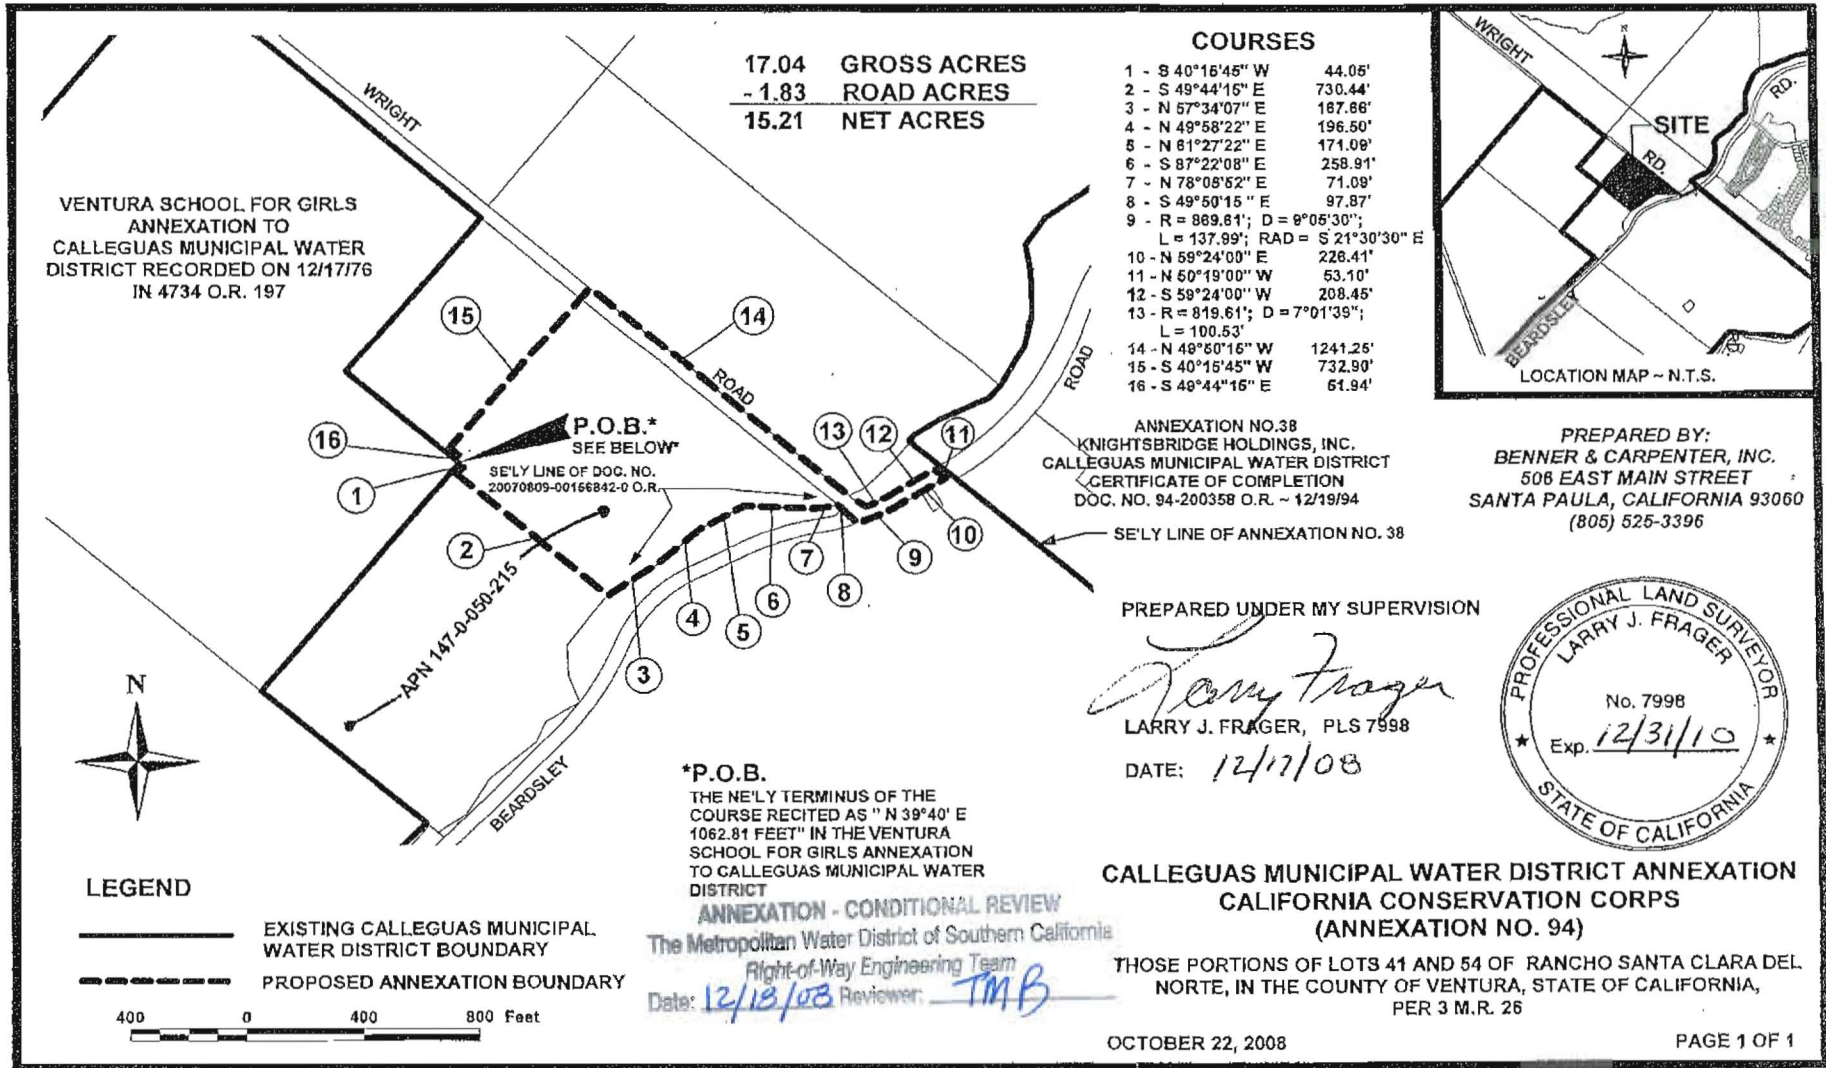 17.04 GROSS ACRES
- 1.83 ROAD ACRES
15.21 NET ACRES
COURSES
1 - S 40°15'45" W 44.05'
2 - S 49°44'15" E 730.44'
3 - N 57°34'07" E 167.66'
4 - N 49°58'22" E 196.50'
5 - N 61°27'22" E 171.09'
6 - S 87°22'08" E 258.91'
7 - N 78°08'52" E 71.09'
8 - S 49°50'15 " E 97.87'
9 - R = 869.61'; D = 9°05'30";
L = 137.99'; RAD = S 21°30'30" E
10 - N 59°24'00" E 226.41'
11 - N 50°19'00" W 53.10'
12 - S 59°24'00" W 208.45'
13 - R = 819.61'; D = 7°01'39";
L = 100.53'
14 - N 49°50'15" W 1241.25'
15 - S 40°15'45" W 732.90'
16 - S 49°44"15" E 51.94'
WRIGHT
RD.
SITE
RD.
BEARDSLEY
RD.
N
LOCATION MAP ~ N.T.S.
VENTURA SCHOOL FOR GIRLS
ANNEXATION TO
CALLEGUAS MUNICIPAL WATER
DISTRICT RECORDED ON 12/17/76
IN 4734 O.R. 197
WRIGHT
ROAD
ROAD
BEARDSLEY
15
14
16
1
2
3
4
5
6
7
8
9
10
11
12
13
P.O.B.*
SEE BELOW*
SE'LY LINE OF DOC. NO.
20070809-00156842-0 O.R.
APN 147-0-050-215
ANNEXATION NO.38
KNIGHTSBRIDGE HOLDINGS, INC.
CALLEGUAS MUNICIPAL WATER DISTRICT
CERTIFICATE OF COMPLETION
DOC. NO. 94-200358 O.R. ~ 12/19/94
SE'LY LINE OF ANNEXATION NO. 38
PREPARED BY:
BENNER & CARPENTER, INC.
506 EAST MAIN STREET
SANTA PAULA, CALIFORNIA 93060
(805) 525-3396
PREPARED UNDER MY SUPERVISION
Larry Frager
LARRY J. FRAGER, PLS 7998
DATE: 12/17/08
PROFESSIONAL LAND SURVEYOR
LARRY J. FRAGER
No. 7998
Exp. 12/31/10
STATE OF CALIFORNIA
N
*P.O.B.
THE NE'LY TERMINUS OF THE
COURSE RECITED AS " N 39°40' E
1062.81 FEET" IN THE VENTURA
SCHOOL FOR GIRLS ANNEXATION
TO CALLEGUAS MUNICIPAL WATER
DISTRICT
ANNEXATION - CONDITIONAL REVIEW
The Metropolitan Water District of Southern California
Right-of-Way Engineering Team
Date: 12/18/08 Reviewer: TMB
LEGEND
EXISTING CALLEGUAS MUNICIPAL
WATER DISTRICT BOUNDARY
PROPOSED ANNEXATION BOUNDARY
400 0 400 800 Feet
CALLEGUAS MUNICIPAL WATER DISTRICT ANNEXATION
CALIFORNIA CONSERVATION CORPS
(ANNEXATION NO. 94)
THOSE PORTIONS OF LOTS 41 AND 54 OF RANCHO SANTA CLARA DEL
NORTE, IN THE COUNTY OF VENTURA, STATE OF CALIFORNIA,
PER 3 M.R. 26
OCTOBER 22, 2008
PAGE 1 OF 1